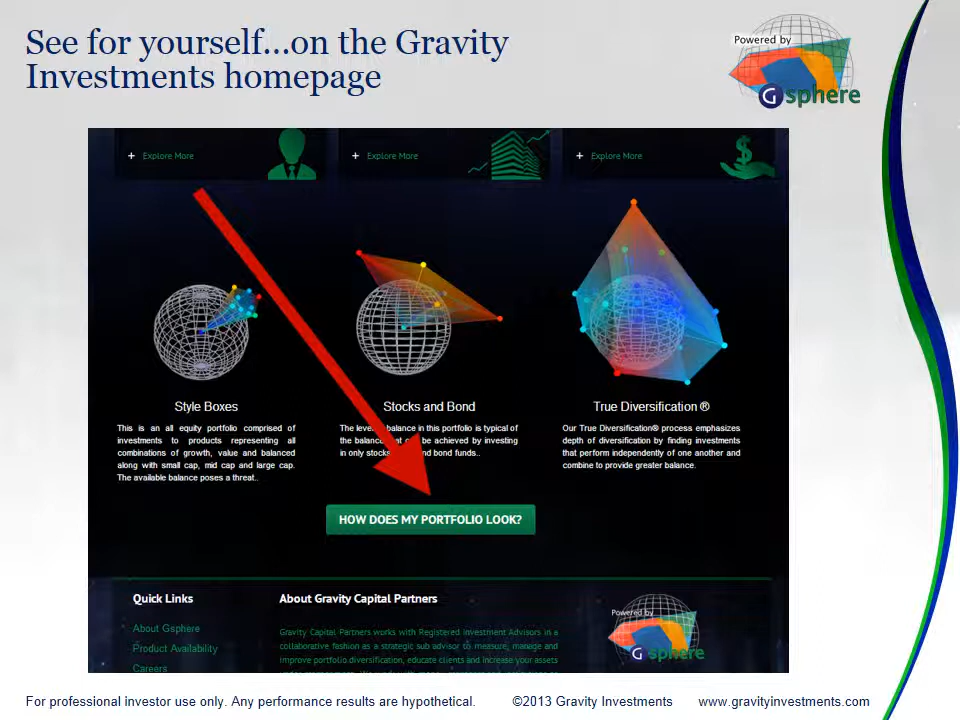 See for yourself...on the Gravity
Investments homepage
Powered by
G sphere
+ Explore More
+ Explore More
+ Explore More
Style Boxes
This is an all equity portfolio comprised of
investments to products representing all
combinations of growth, value and balanced
along with small cap, mid cap and large cap.
The available balance poses a threat..
Stocks and Bond
The leve balance in this portfolio is typical of
the balance be achieved by investing
in only stocks nd bond funds..
True Diversification ®
Our True Diversification® process emphasizes
depth of diversification by finding investments
that perform independently of one another and
combine to provide greater balance.
HOW DOES MY PORTFOLIO LOOK?
Quick Links
About Gsphere
Product Availability
Careers
About Gravity Capital Partners
Gravity Capital Partners works with Registered Investment Advisors in a
collaborative fashion as a strategic sub advisor to measure, manage and
improve portfolio diversification, educate clients and increase your assets
Powered by
G sphere
For professional investor use only. Any performance results are hypothetical.
©2013 Gravity Investments
www.gravityinvestments.com